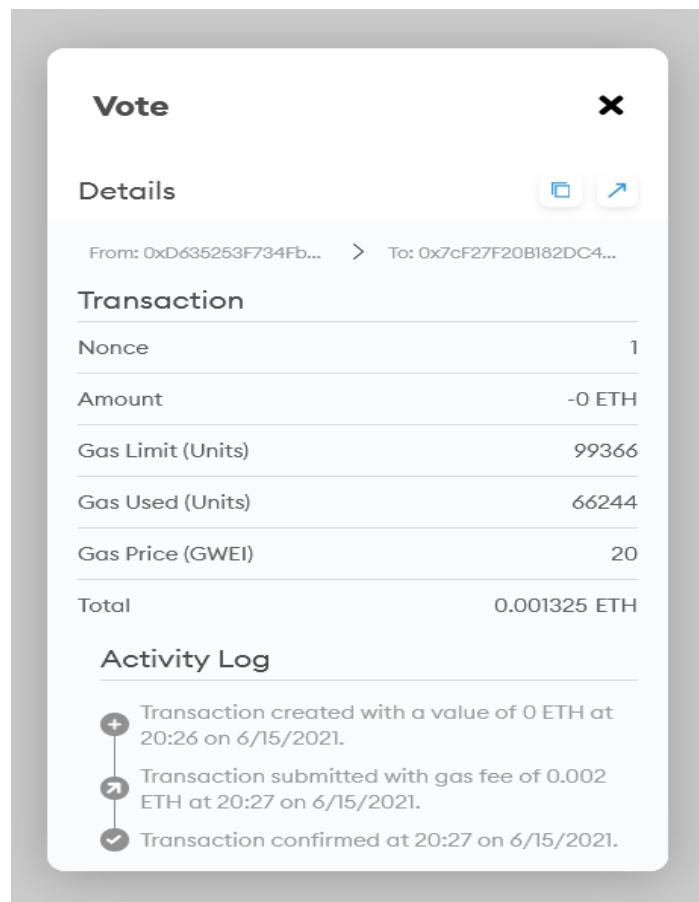 Vote
Details
From: 0xD635253F734Fb... > To: 0x7cF27F20B182DC4...
Transaction
Nonce 1
Amount -0 ETH
Gas Limit (Units) 99366
Gas Used (Units) 66244
Gas Price (GWEI) 20
Total 0.001325 ETH
Activity Log
Transaction created with a value of 0 ETH at
20:26 on 6/15/2021.
Transaction submitted with gas fee of 0.002
ETH at 20:27 on 6/15/2021.
Transaction confirmed at 20:27 on 6/15/2021.